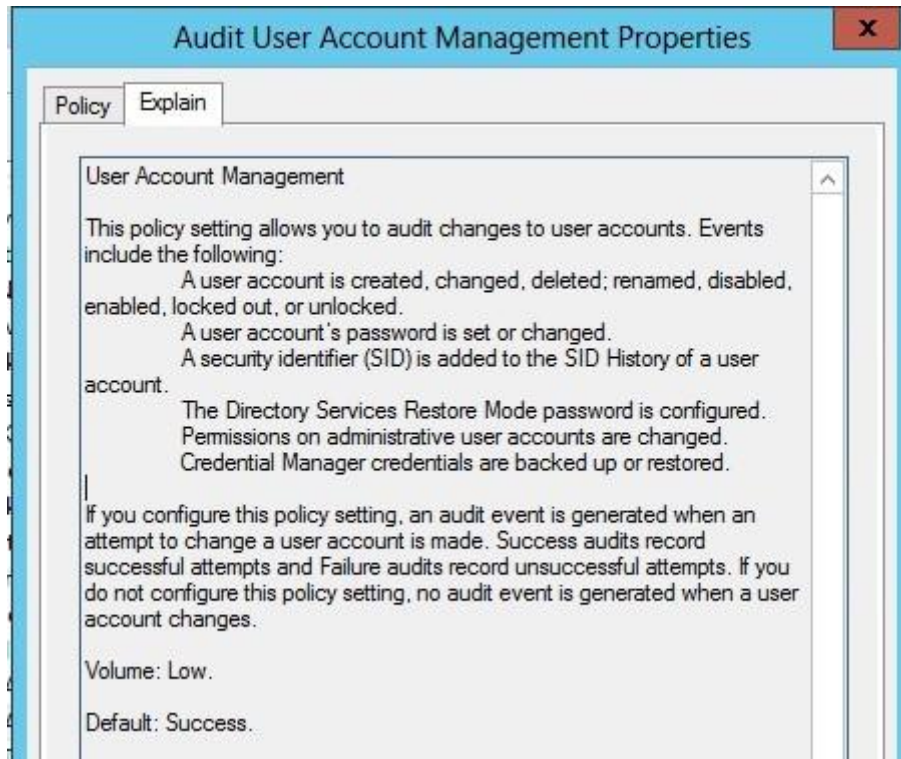 Audit User Account Management Properties
x
Policy
Explain
User Account Management
This policy setting allows you to audit changes to user accounts. Events
include the following:
A user account is created, changed, deleted; renamed, disabled,
enabled, locked out, or unlocked.
A user account's password is set or changed.
A security identifier (SID) is added to the SID History of a user
account.
The Directory Services Restore Mode password is configured.
Permissions on administrative user accounts are changed.
Credential Manager credentials are backed up or restored.
If you configure this policy setting, an audit event is generated when an
attempt to change a user account is made. Success audits record
successful attempts and Failure audits record unsuccessful attempts. If you
do not configure this policy setting, no audit event is generated when a user
account changes.
Volume: Low.
Default: Success.